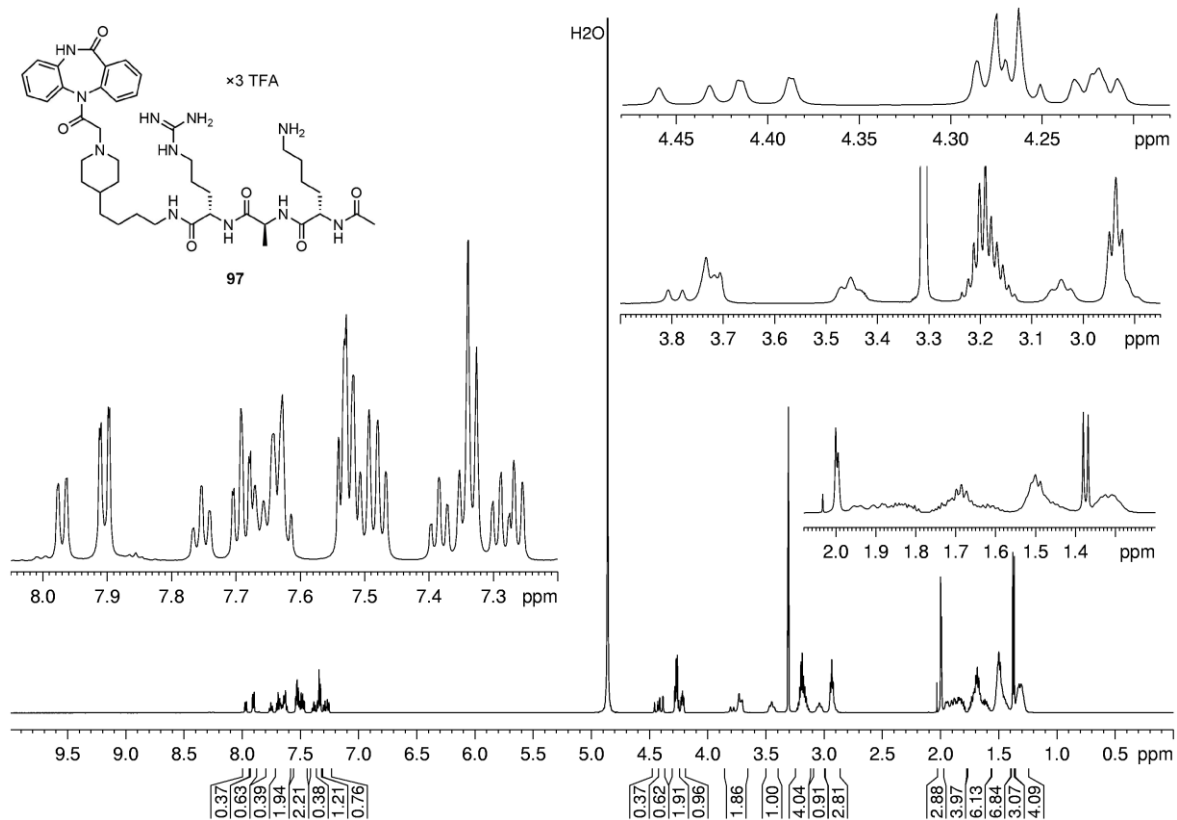 H2O
O
HN
×3 TFA
N
O
HN NH2
NH2
N
HN
H
N
O
H
N
O
O
N
H
O
N
H
97
4.45 4.40 4.35 4.30 4.25 ppm
3.8 3.7 3.6 3.5 3.4 3.3 3.2 3.1 3.0 ppm
2.0 1.9 1.8 1.7 1.6 1.5 1.4 ppm
8.0 7.9 7.8 7.7 7.6 7.5 7.4 7.3 ppm
9.5 9.0 8.5 8.0 7.5 7.0 6.5 6.0 5.5 5.0 4.5 4.0 3.5 3.0 2.5 2.0 1.5 1.0 0.5 ppm
0.37 0.63 0.39 1.94 2.21 0.38 1.21 0.76 0.37 0.62 1.91 0.96 1.86 1.00 4.04 0.91 2.81 2.88 3.97 6.13 6.84 3.07 4.09